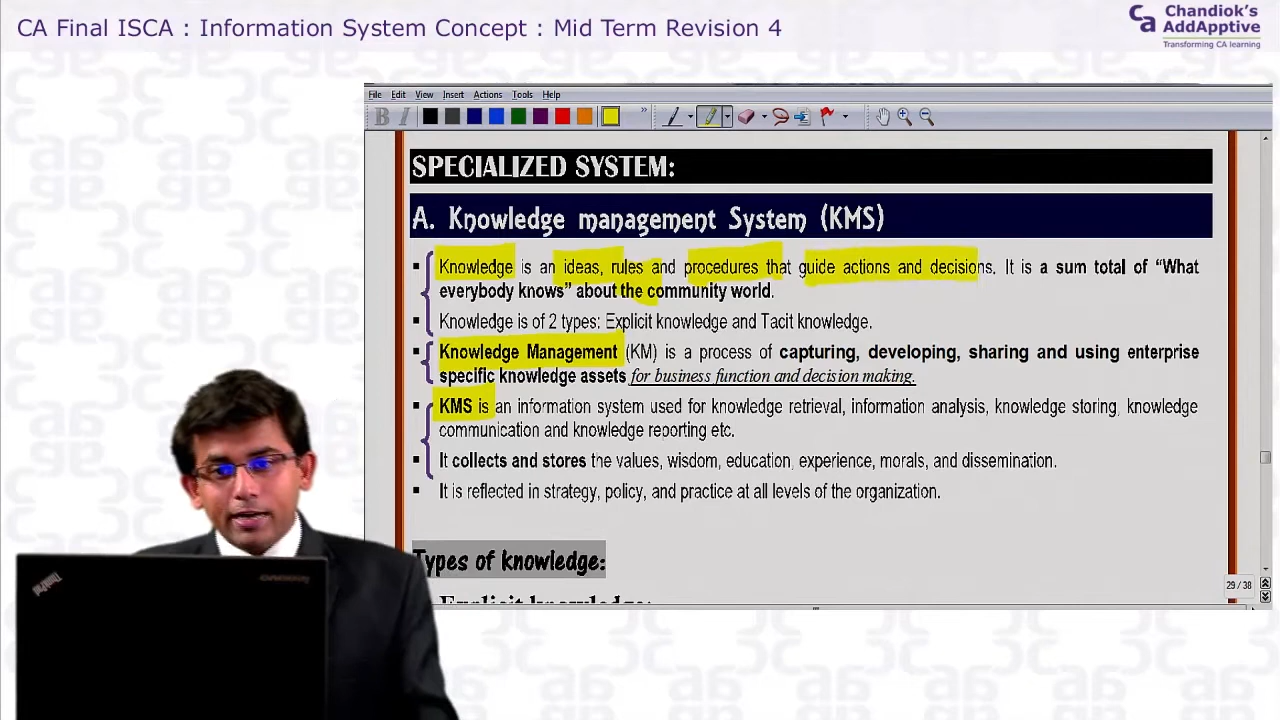 CA Final ISCA : Information System Concept : Mid Term Revision 4
Ca Chandiok's
AddApptive
Transforming CA learning
File Edit View Insert Actions Tools Help
B I »
SPECIALIZED SYSTEM:
A. Knowledge management System (KMS)
▪ Knowledge is an ideas, rules and procedures that guide actions and decisions. It is a sum total of “What
everybody knows” about the community world.
▪ Knowledge is of 2 types: Explicit knowledge and Tacit knowledge.
▪ Knowledge Management (KM) is a process of capturing, developing, sharing and using enterprise
specific knowledge assets for business function and decision making.
▪ KMS is an information system used for knowledge retrieval, information analysis, knowledge storing, knowledge
communication and knowledge reporting etc.
▪ It collects and stores the values, wisdom, education, experience, morals, and dissemination.
▪ It is reflected in strategy, policy, and practice at all levels of the organization.
Types of knowledge:
Explicit knowledge:
29 / 38
ThinkPad